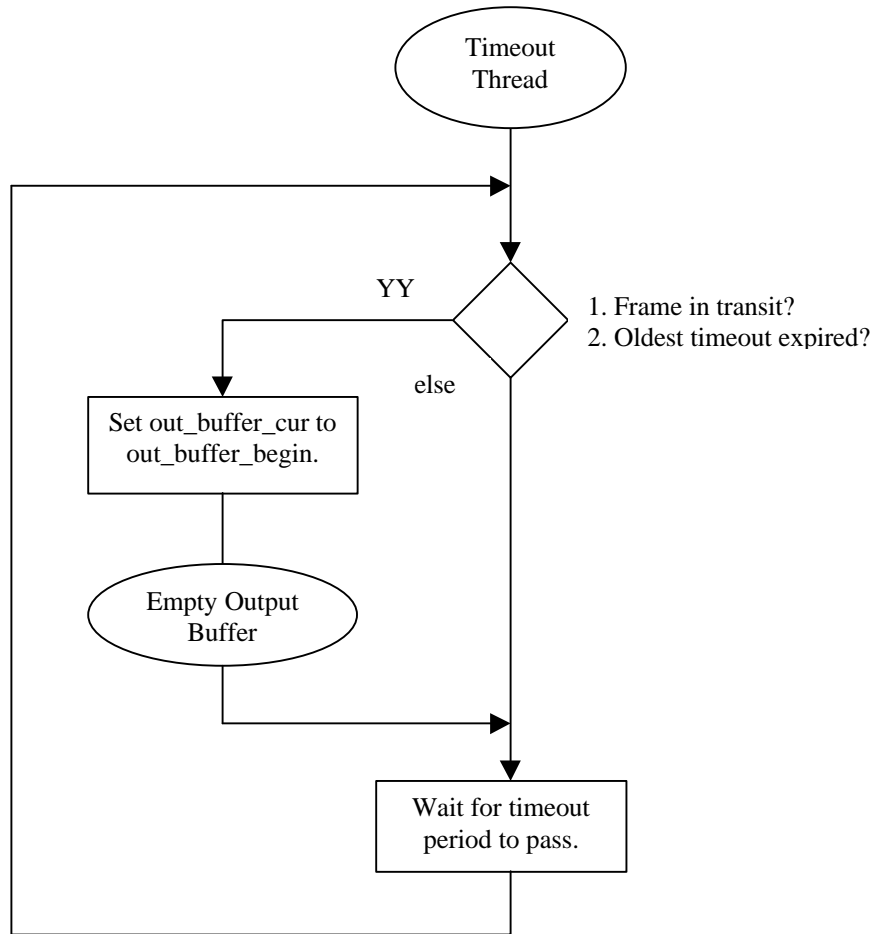 Timeout
Thread
YY
1. Frame in transit?
2. Oldest timeout expired?
else
Set out_buffer_cur to
out_buffer_begin.
Empty Output
Buffer
Wait for timeout
period to pass.